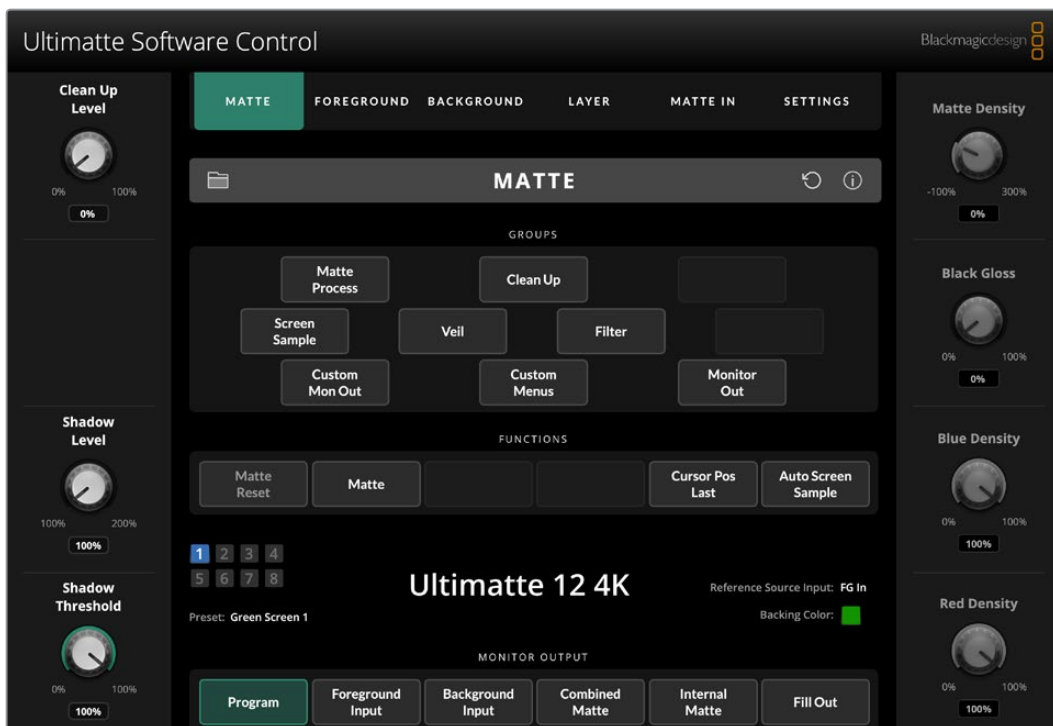 Ultimatte Software Control
Blackmagicdesign
Clean Up
Level
0% 100%
0%
Shadow
Level
100% 200%
100%
Shadow
Threshold
0% 100%
100%
MATTE FOREGROUND BACKGROUND LAYER MATTE IN SETTINGS
MATTE
GROUPS
Matte
Process
Clean Up
Screen
Sample
Veil
Filter
Custom
Mon Out
Custom
Menus
Monitor
Out
FUNCTIONS
Matte
Reset
Matte
Cursor Pos
Last
Auto Screen
Sample
1 2 3 4
5 6 7 8
Preset: Green Screen 1
Ultimatte 12 4K
Reference Source Input: FG In
Backing Color:
MONITOR OUTPUT
Program
Foreground
Input
Background
Input
Combined
Matte
Internal
Matte
Fill Out
Matte Density
-100% 300%
0%
Black Gloss
0% 100%
0%
Blue Density
0% 100%
100%
Red Density
0% 100%
100%